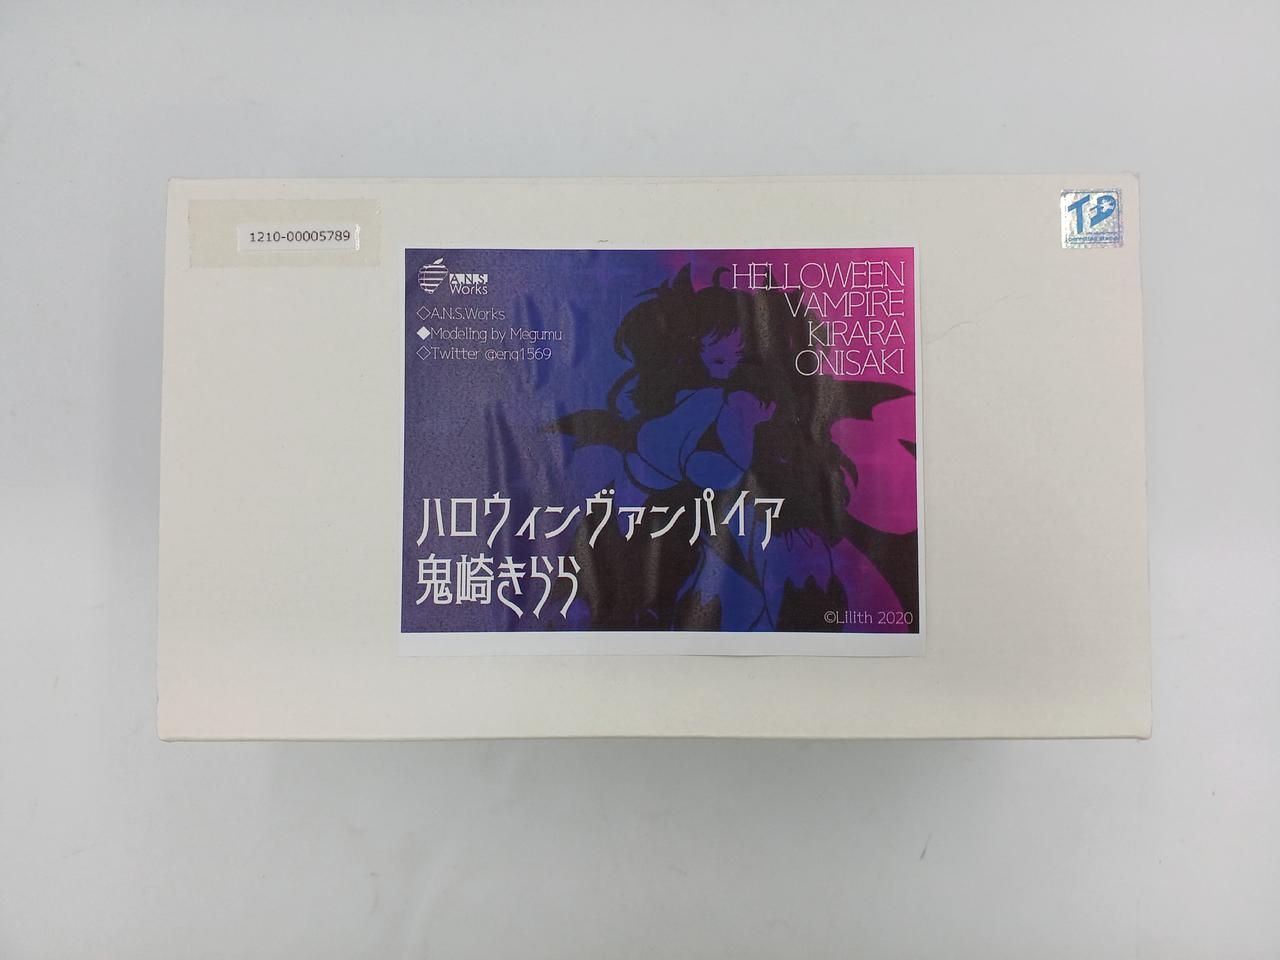 1210-00005789
TD
A.N.S.
Works
◇A.N.S.Works
◆Modeling by Megumu
◇Twitter @enq1569
HELLOWEEN
VAMPIRE
KIRARA
ONISAKI
ハロウィンヴァンパイア
鬼崎きらら
©Lilith 2020